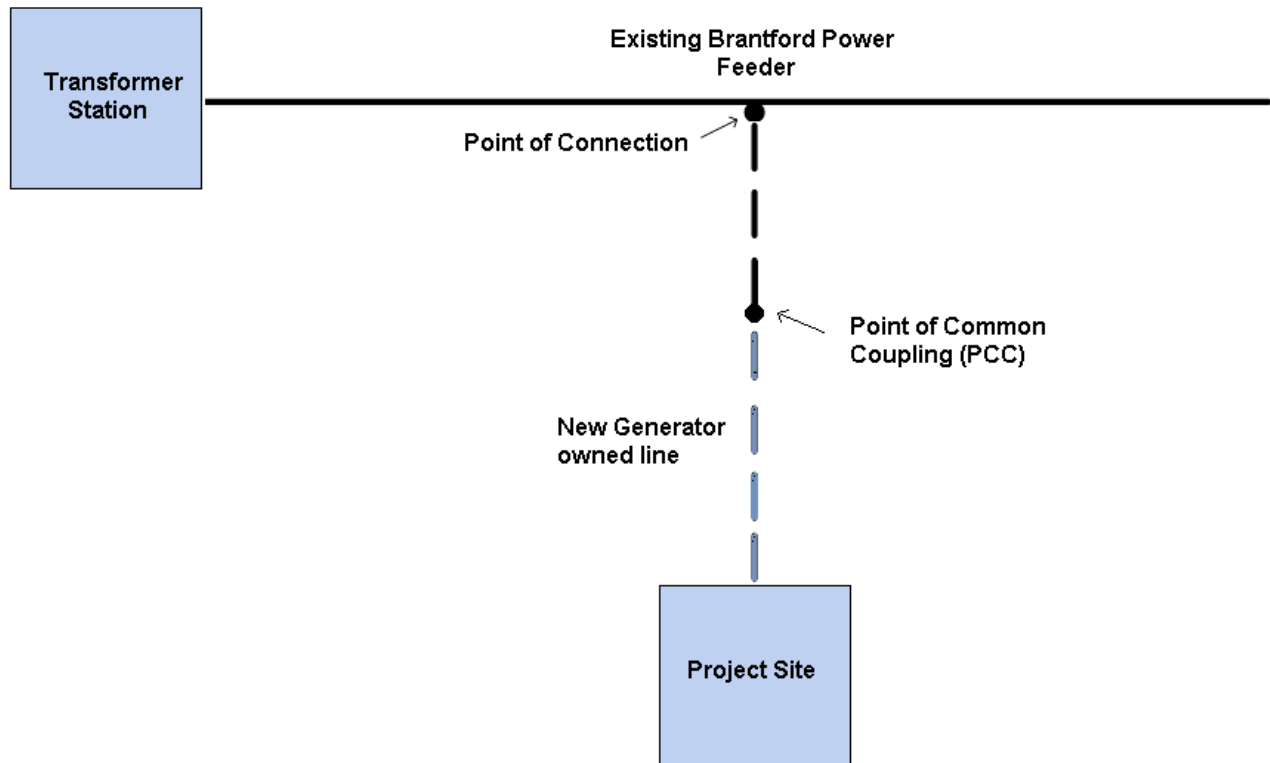 Transformer
Station
Existing Brantford Power
Feeder
Point of Connection
Point of Common
Coupling (PCC)
New Generator
owned line
Project Site